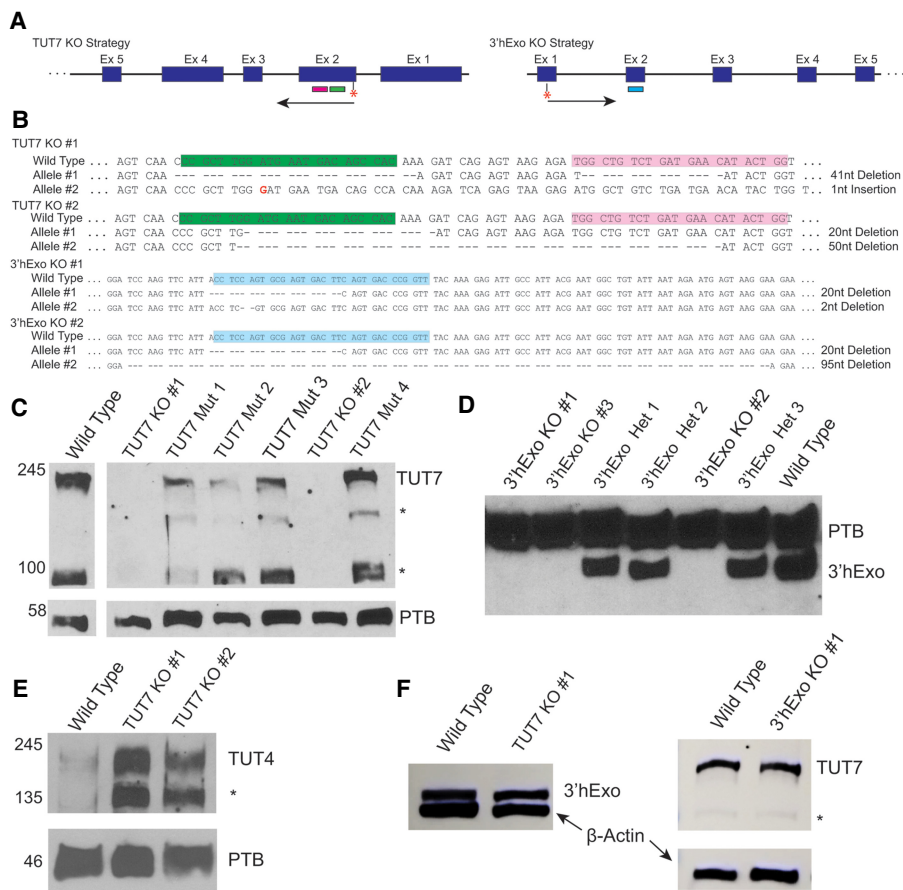 A
TUT7 KO Strategy
3'hExo KO Strategy
Ex 5 Ex 4 Ex 3 Ex 2 Ex 1
Ex 1 Ex 2 Ex 3 Ex 4 Ex 5
* *
B
TUT7 KO #1
Wild Type ... AGT CAA CCC GCT TGG ATG AAT GAC AGC CAC AAA GAT CAG AGT AAG AGA TGG CTG TCT GAT GAA CAT ACT GGT ...
Allele #1 ... AGT CAA --- --- --- --- --- --- --- --- --A GAT CAG AGT AAG AGA T-- --- --- --- --- --AT ACT GGT ... 41nt Deletion
Allele #2 ... AGT CAA CCC GCT TGG GAT GAA TGA CAG CCA CAA AGA TCA GAG TAA GAG ATG GCT GTC TGA TGA ACA TAC TGG T ... 1nt Insertion
TUT7 KO #2
Wild Type ... AGT CAA CCC GCT TGG ATG AAT GAC AGC CAC AAA GAT CAG AGT AAG AGA TGG CTG TCT GAT GAA CAT ACT GGT ...
Allele #1 ... AGT CAA CCC GCT TG- --- --- --- --- --- --- -AT CAG AGT AAG AGA TGG CTG TCT GAT GAA CAT ACT GGT ... 20nt Deletion
Allele #2 ... AGT CAA CCC GCT T-- --- --- --- --- --- --- --- --- --- --- --- --- --- --- --- --- -AT ACT GGT ... 50nt Deletion
3'hExo KO #1
Wild Type ... GGA TCC AAG TTC ATT ACC TCC AGT GCG AGT GAC TTC AGT GAC CCG GTT TAC AAA GAG ATT GCC ATT ACG AAT GGC TGT ATT AAT AGA ATG AGT AAG GAA GAA ...
Allele #1 ... GGA TCC AAG TTC ATT --- --- --- --- --- --- --C AGT GAC CCG GTT TAC AAA GAG ATT GCC ATT ACG AAT GGC TGT ATT AAT AGA ATG AGT AAG GAA GAA ... 20nt Deletion
Allele #2 ... GGA TCC AAG TTC ATT ACC TC- -GT GCG AGT GAC TTC AGT GAC CCG GTT TAC AAA GAG ATT GCC ATT ACG AAT GGC TGT ATT AAT AGA ATG AGT AAG GAA GAA ... 2nt Deletion
3'hExo KO #2
Wild Type ... GGA TCC AAG TTC ATT ACC TCC AGT GCG AGT GAC TTC AGT GAC CCG GTT TAC AAA GAG ATT GCC ATT ACG AAT GGC TGT ATT AAT AGA ATG AGT AAG GAA GAA ...
Allele #1 ... GGA TCC AAG TTC ATT --- --- --- --- --- --- --C AGT GAC CCG GTT TAC AAA GAG ATT GCC ATT ACG AAT GGC TGT ATT AAT AGA ATG AGT AAG GAA GAA ... 20nt Deletion
Allele #2 ... GGA --- --- --- --- --- --- --- --- --- --- --- --- --- --- --- --- --- --- --- --- --- --- --- --- --- --- --- --- --- --- --- --- --A GAA ... 95nt Deletion
C
Wild Type
TUT7 KO #1
TUT7 Mut 1
TUT7 Mut 2
TUT7 Mut 3
TUT7 KO #2
TUT7 Mut 4
245
TUT7
*
100
*
58
PTB
D
3'hExo KO #1
3'hExo KO #3
3'hExo Het 1
3'hExo Het 2
3'hExo KO #2
3'hExo Het 3
Wild Type
PTB
3'hExo
E
Wild Type
TUT7 KO #1
TUT7 KO #2
245
TUT4
135
*
46
PTB
F
Wild Type
TUT7 KO #1
3'hExo
β-Actin
Wild Type
3'hExo KO #1
TUT7
*